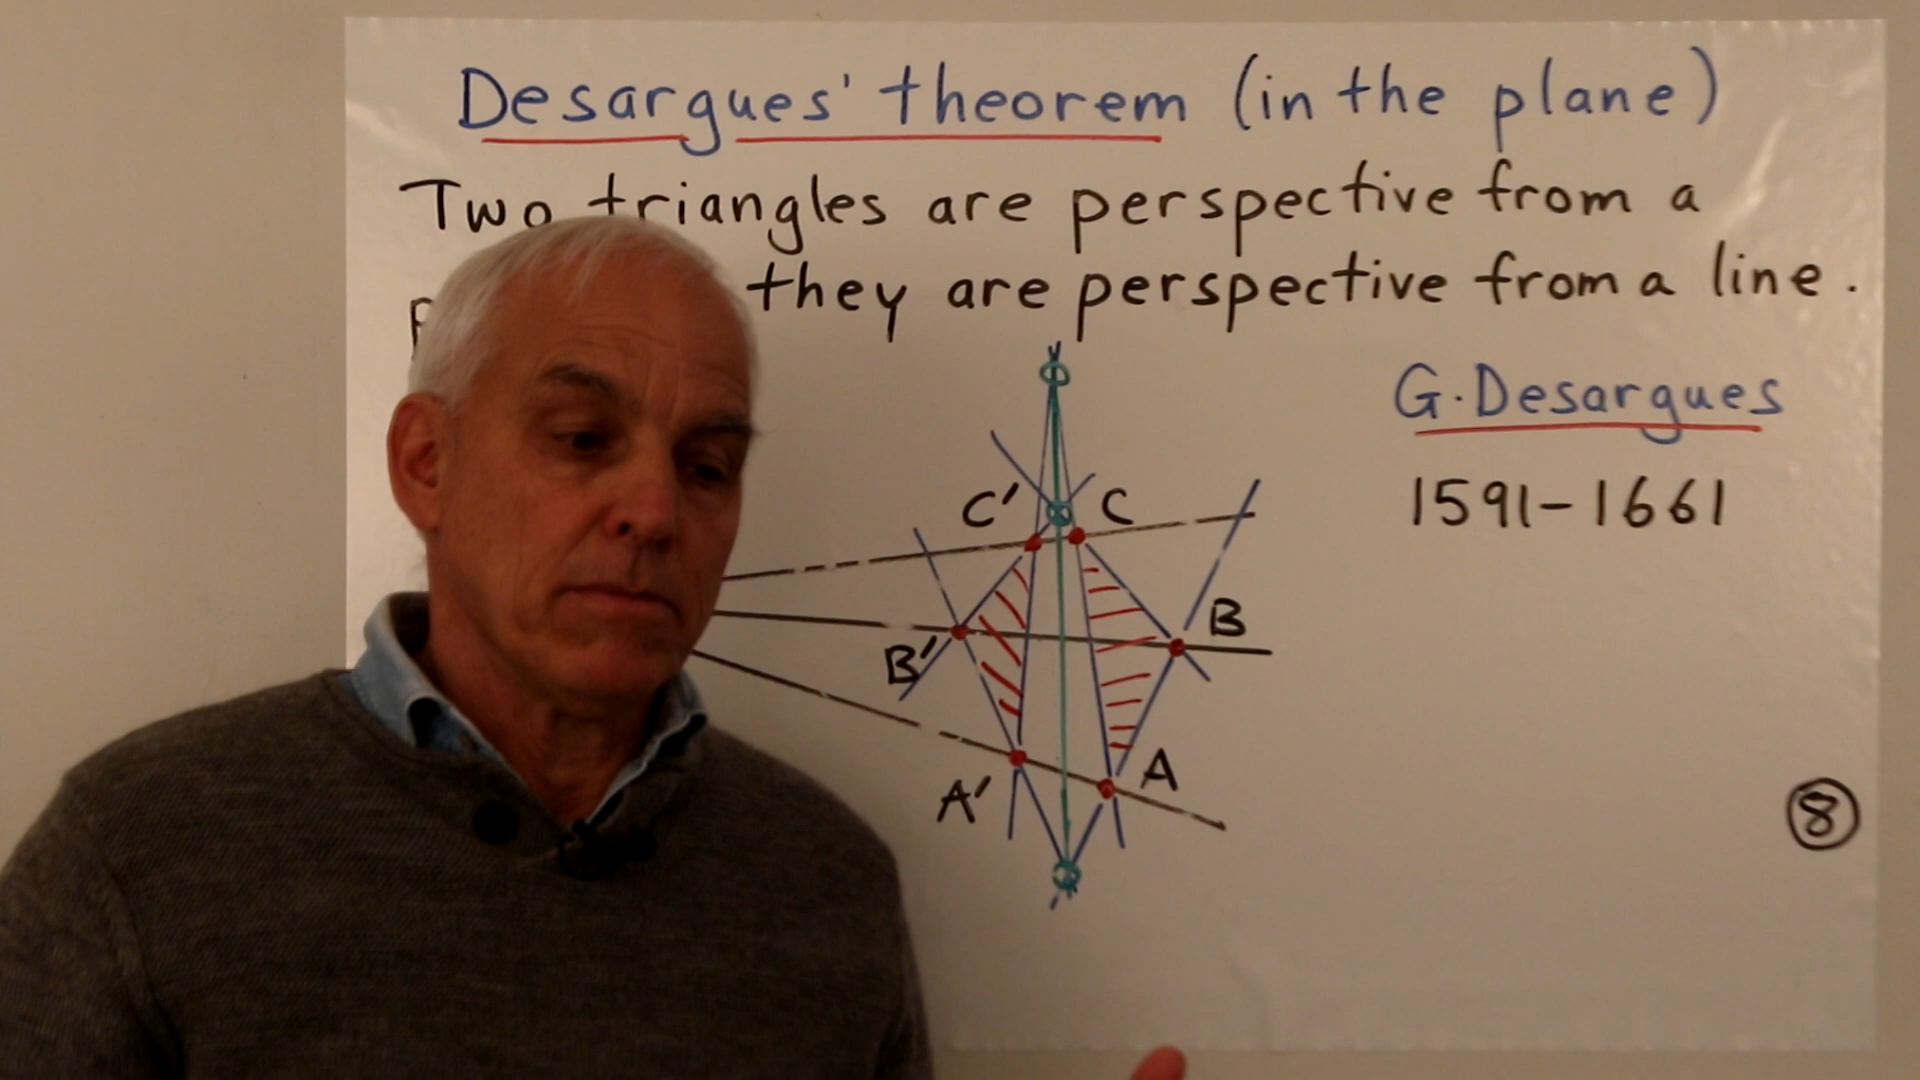 Desargues' theorem (in the plane)
Two triangles are perspective from a
they are perspective from a line.
G. Desargues
1591-1661
C' C
B
B'
A
A'
8